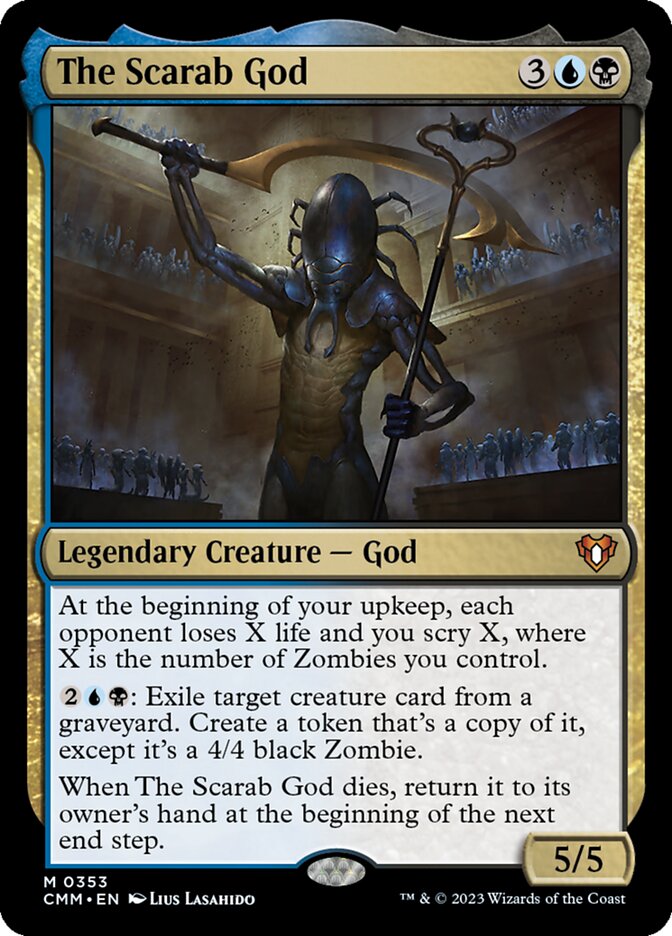 The Scarab God 3
Legendary Creature — God
At the beginning of your upkeep, each
opponent loses X life and you scry X, where
X is the number of Zombies you control.
2 : Exile target creature card from a
graveyard. Create a token that's a copy of it,
except it's a 4/4 black Zombie.
When The Scarab God dies, return it to its
owner's hand at the beginning of the next
end step.
5/5
M 0353
CMM • EN Lius Lasahido
™ & © 2023 Wizards of the Coast